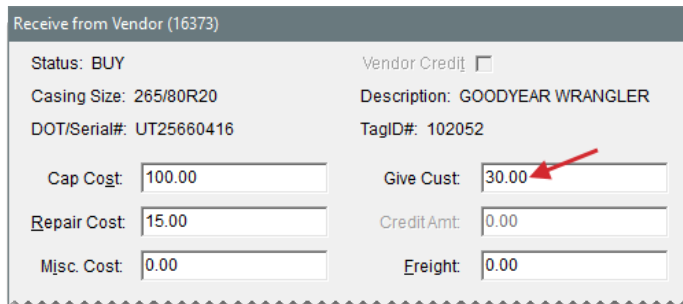 Receive from Vendor (16373)
Status: BUY
Vendor Credit
Casing Size: 265/80R20
Description: GOODYEAR WRANGLER
DOT/Serial#: UT25660416
TagID#: 102052
Cap Cost: 100.00
Give Cust: 30.00
Repair Cost: 15.00
Credit Amt: 0.00
Misc. Cost: 0.00
Freight: 0.00